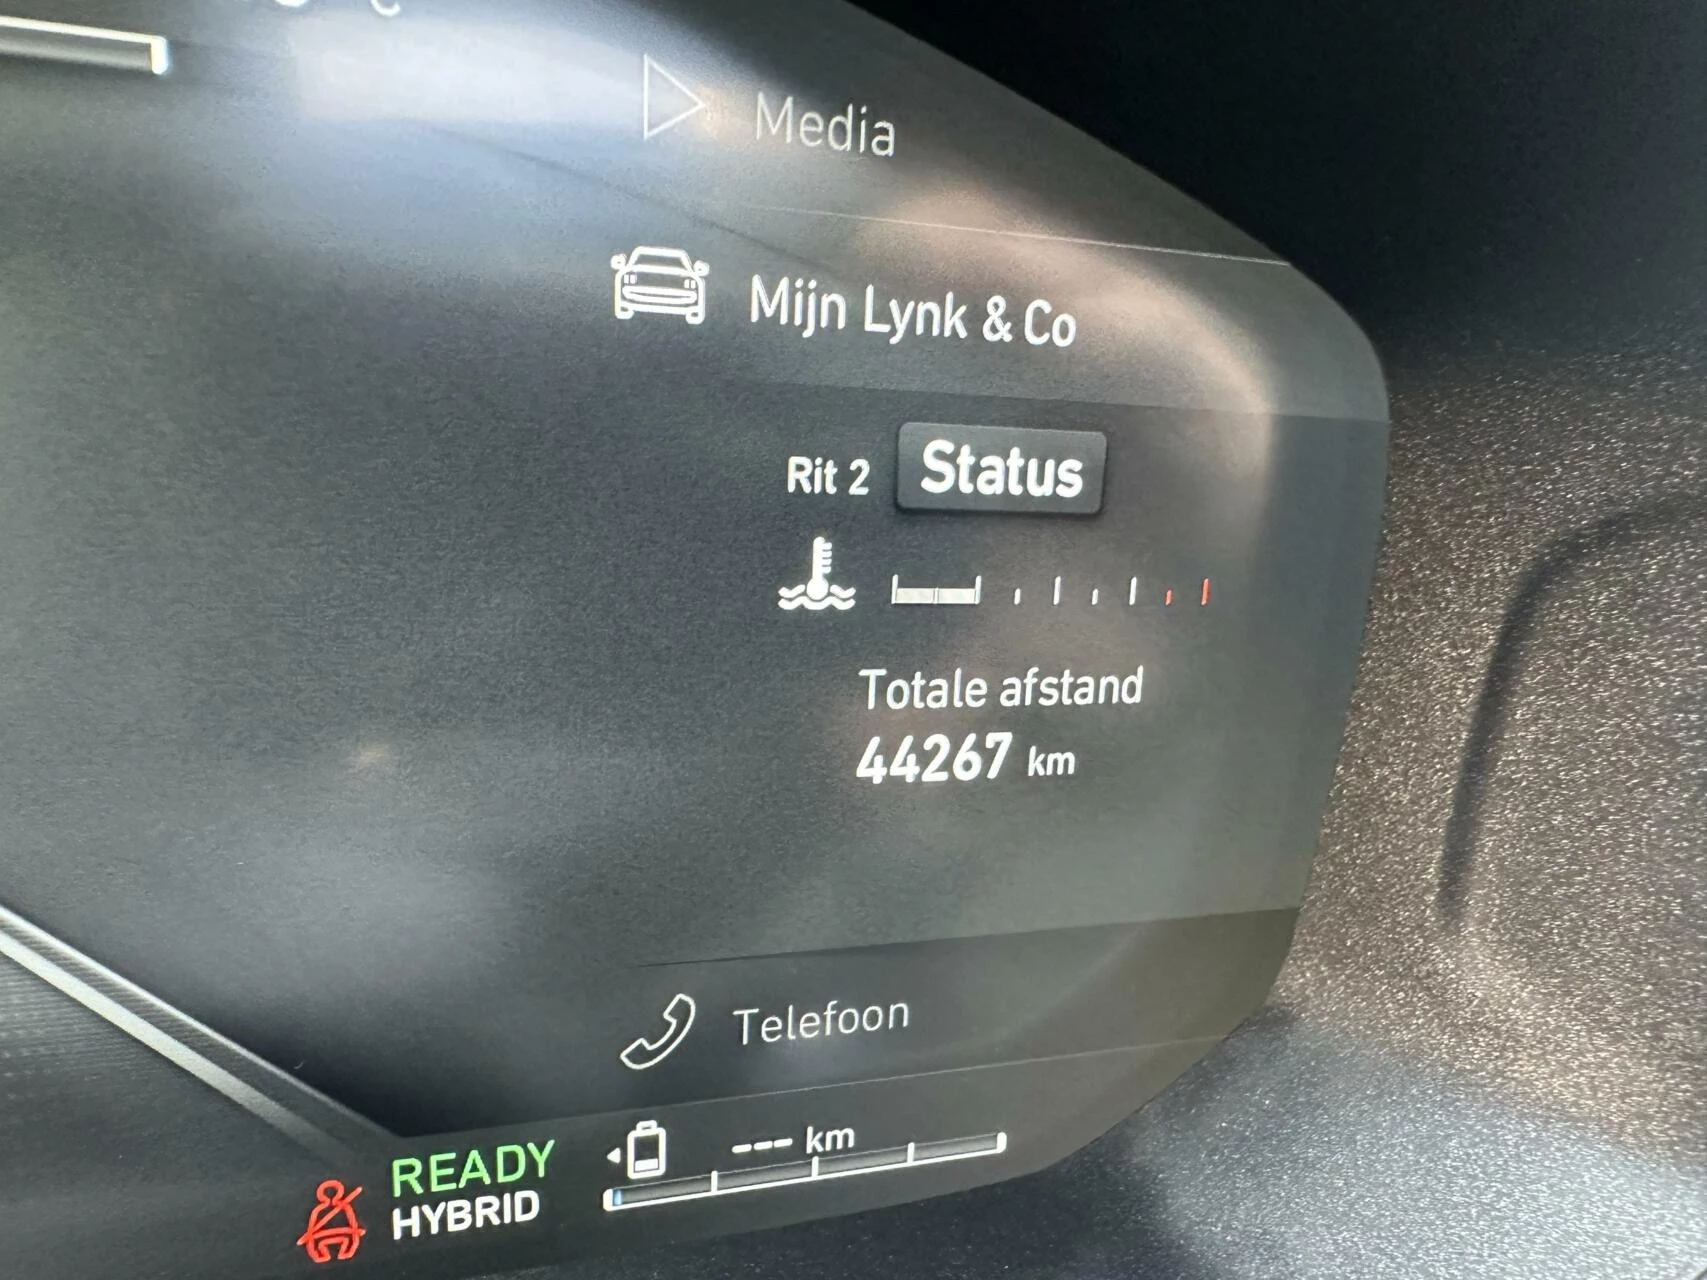 Media
Mijn Lynk & Co
Rit 2 Status
Totale afstand
44267 km
Telefoon
READY
HYBRID
--- km